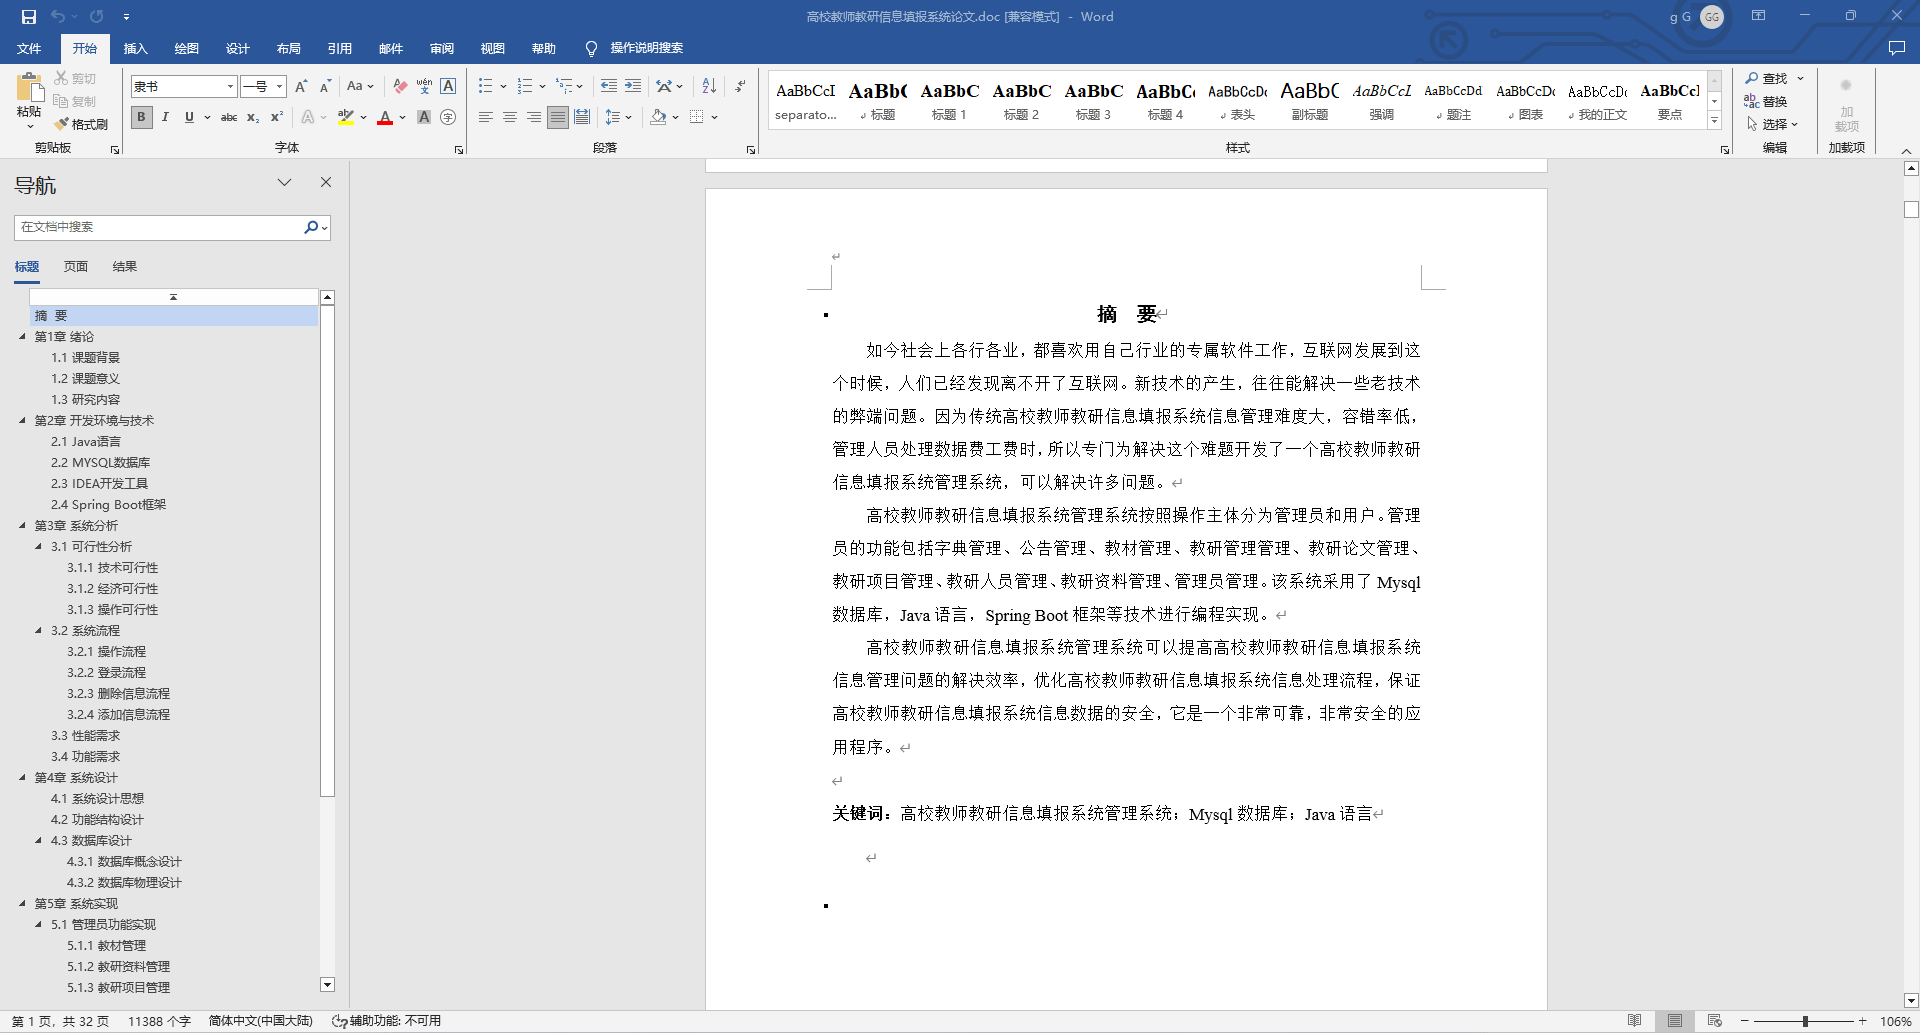 高校教师教研信息填报系统论文.doc [兼容模式] - Word
g G
GG
文件
开始
插入
绘图
设计
布局
引用
邮件
审阅
视图
帮助
操作说明搜索
粘贴
剪切
复制
格式刷
剪贴板
隶书
一号
字体
段落
AaBbCcI
separato...
AaBb(
标题
AaBbC
标题 1
AaBbC
标题 2
AaBbC
标题 3
AaBbC
标题 4
AaBbCcDc
表头
AaBbC
副标题
AaBbCcL
强调
AaBbCcDd
题注
AaBbCcDc
图表
AaBbCcDc
我的正文
AaBbCcI
要点
样式
查找
替换
选择
编辑
加
载项
加载项
导航
在文档中搜索
标题
页面
结果
摘 要
第1章 绪论
1.1 课题背景
1.2 课题意义
1.3 研究内容
第2章 开发环境与技术
2.1 Java语言
2.2 MYSQL数据库
2.3 IDEA开发工具
2.4 Spring Boot框架
第3章 系统分析
3.1 可行性分析
3.1.1 技术可行性
3.1.2 经济可行性
3.1.3 操作可行性
3.2 系统流程
3.2.1 操作流程
3.2.2 登录流程
3.2.3 删除信息流程
3.2.4 添加信息流程
3.3 性能需求
3.4 功能需求
第4章 系统设计
4.1 系统设计思想
4.2 功能结构设计
4.3 数据库设计
4.3.1 数据库概念设计
4.3.2 数据库物理设计
第5章 系统实现
5.1 管理员功能实现
5.1.1 教材管理
5.1.2 教研资料管理
5.1.3 教研项目管理
摘 要
如今社会上各行各业，都喜欢用自己行业的专属软件工作，互联网发展到这
个时候，人们已经发现离不开了互联网。新技术的产生，往往能解决一些老技术
的弊端问题。因为传统高校教师教研信息填报系统信息管理难度大，容错率低，
管理人员处理数据费工费时，所以专门为解决这个难题开发了一个高校教师教研
信息填报系统管理系统，可以解决许多问题。
高校教师教研信息填报系统管理系统按照操作主体分为管理员和用户。管理
员的功能包括字典管理、公告管理、教材管理、教研管理管理、教研论文管理、
教研项目管理、教研人员管理、教研资料管理、管理员管理。该系统采用了 Mysql
数据库，Java 语言，Spring Boot 框架等技术进行编程实现。
高校教师教研信息填报系统管理系统可以提高高校教师教研信息填报系统
信息管理问题的解决效率，优化高校教师教研信息填报系统信息处理流程，保证
高校教师教研信息填报系统信息数据的安全，它是一个非常可靠，非常安全的应
用程序。
关键词：高校教师教研信息填报系统管理系统；Mysql 数据库；Java 语言
第 1 页，共 32 页
11388 个字
简体中文(中国大陆)
辅助功能: 不可用
106%